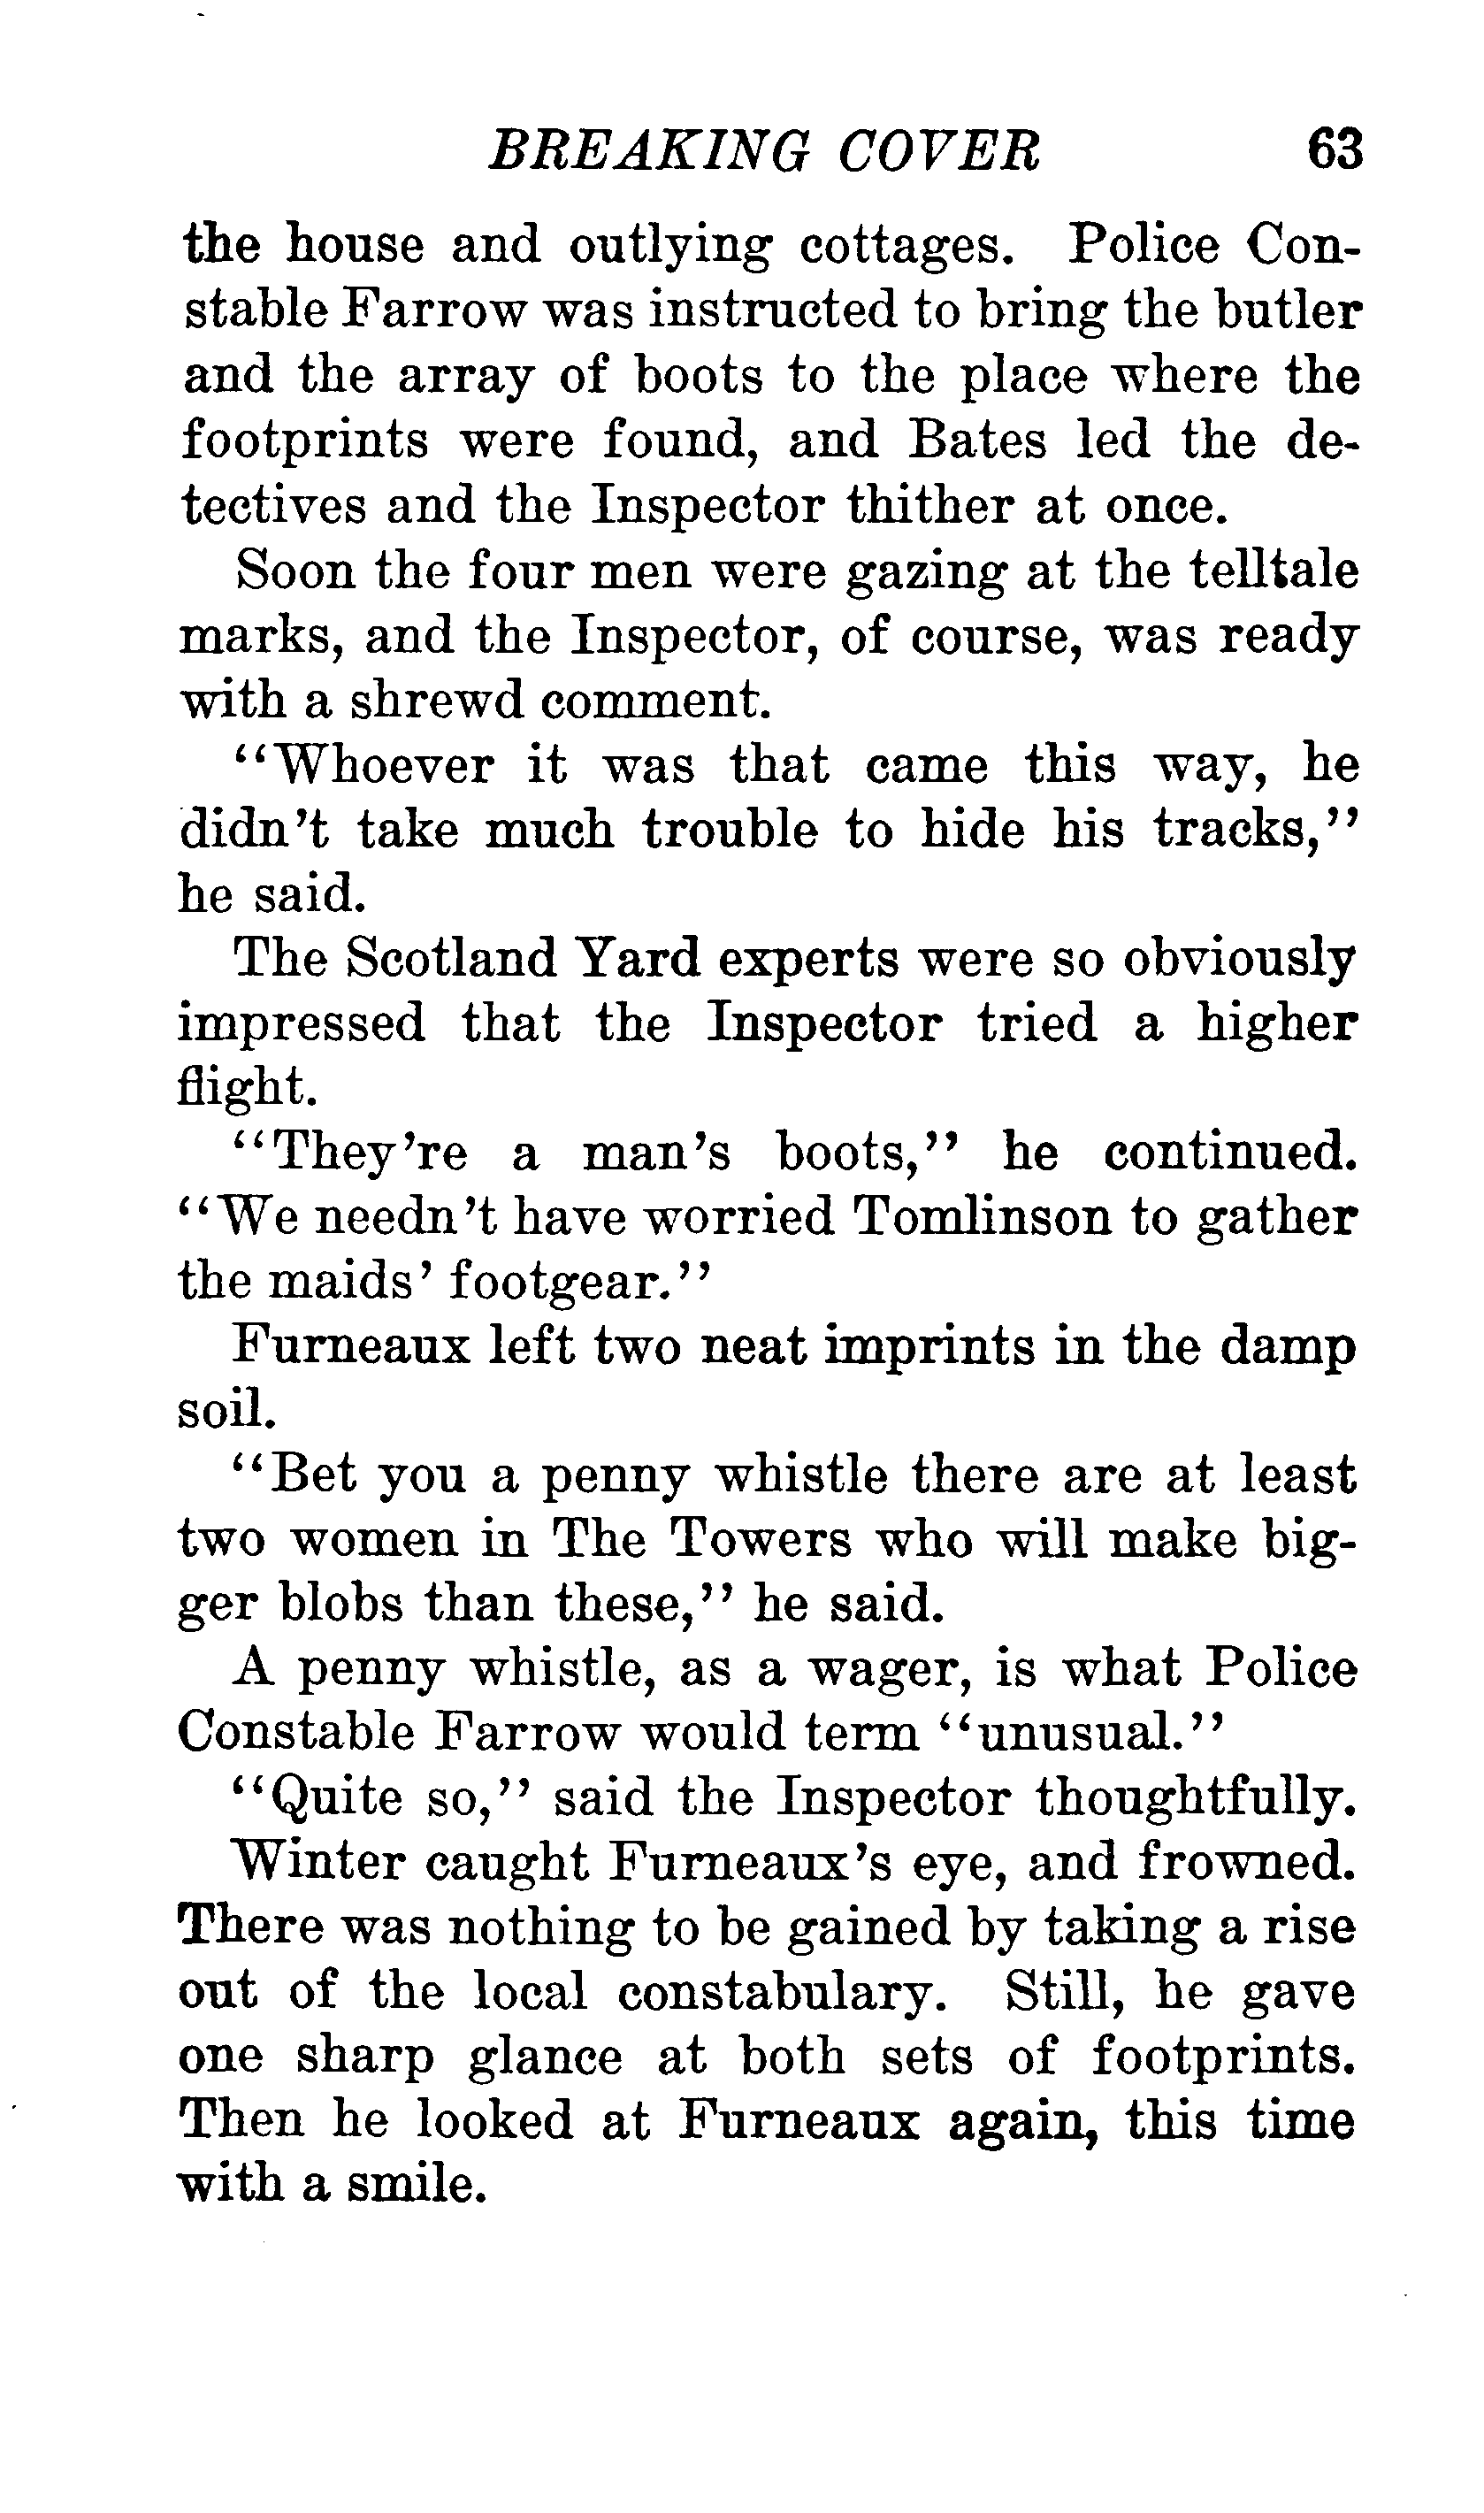 BREAKING COVER 63
the house and outlying cottages. Police Con-
stable Farrow was instructed to bring the butler
and the array of boots to the place where the
footprints were found, and Bates led the de-
tectives and the Inspector thither at once.
Soon the four men were gazing at the telltale
marks, and the Inspector, of course, was ready
with a shrewd comment.
"Whoever it was that came this way, he
didn't take much trouble to hide his tracks,"
he said.
The Scotland Yard experts were so obviously
impressed that the Inspector tried a higher
flight.
"They're a man's boots," he continued.
"We needn't have worried Tomlinson to gather
the maids' footgear."
Furneaux left two neat imprints in the damp
soil.
"Bet you a penny whistle there are at least
two women in The Towers who will make big-
ger blobs than these," he said.
A penny whistle, as a wager, is what Police
Constable Farrow would term "unusual."
"Quite so," said the Inspector thoughtfully.
Winter caught Furneaux's eye, and frowned.
There was nothing to be gained by taking a rise
out of the local constabulary. Still, he gave
one sharp glance at both sets of footprints.
Then he looked at Furneaux again, this time
with a smile.